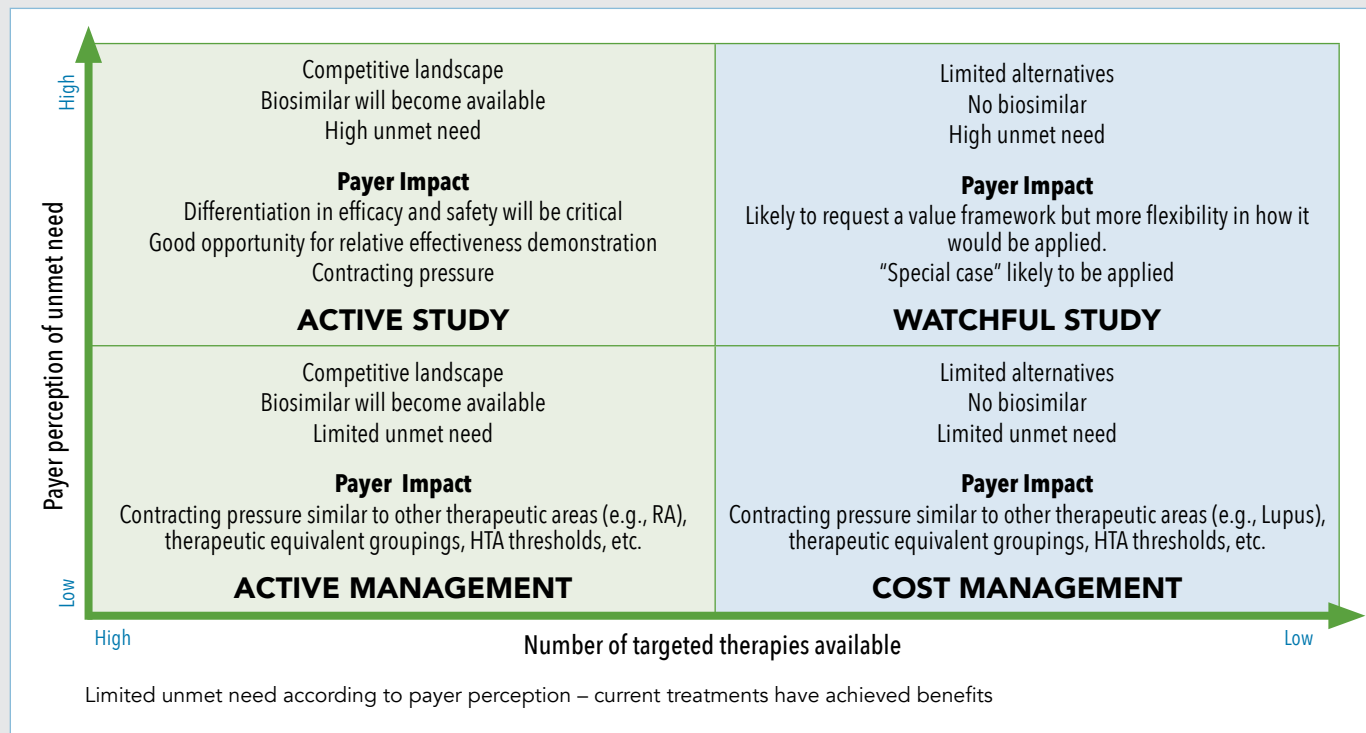 High
Payer perception of unmet need
Low
Competitive landscape
Biosimilar will become available
High unmet need
Payer Impact
Differentiation in efficacy and safety will be critical
Good opportunity for relative effectiveness demonstration
Contracting pressure
ACTIVE STUDY
Limited alternatives
No biosimilar
High unmet need
Payer Impact
Likely to request a value framework but more flexibility in how it
would be applied.
“Special case” likely to be applied
WATCHFUL STUDY
Competitive landscape
Biosimilar will become available
Limited unmet need
Payer Impact
Contracting pressure similar to other therapeutic areas (e.g., RA),
therapeutic equivalent groupings, HTA thresholds, etc.
ACTIVE MANAGEMENT
Limited alternatives
No biosimilar
Limited unmet need
Payer Impact
Contracting pressure similar to other therapeutic areas (e.g., Lupus),
therapeutic equivalent groupings, HTA thresholds, etc.
COST MANAGEMENT
High
Number of targeted therapies available
Low
Limited unmet need according to payer perception – current treatments have achieved benefits